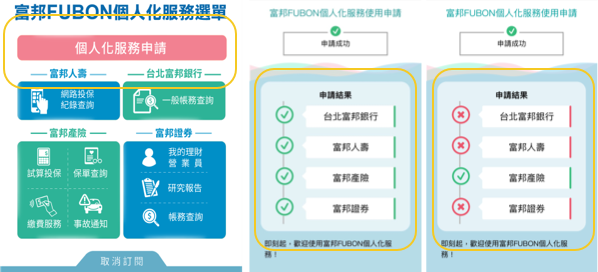 富邦FUBON個人化服務選單
個人化服務申請
富邦人壽
台北富邦銀行
網路投保
紀錄查詢
一般帳務查詢
富邦產險
富邦證券
試算投保
保單查詢
繳費服務
事故通知
我的理財
營業員
研究報告
帳務查詢
取消訂閱
富邦FUBON個人化服務使用申請
申請成功
申請結果
台北富邦銀行
富邦人壽
富邦產險
富邦證券
即刻起，歡迎使用富邦FUBON個人化服
務！
富邦FUBON個人化服務使用申請
申請成功
申請結果
台北富邦銀行
富邦人壽
富邦產險
富邦證券
即刻起，歡迎使用富邦FUBON個人化服
務！